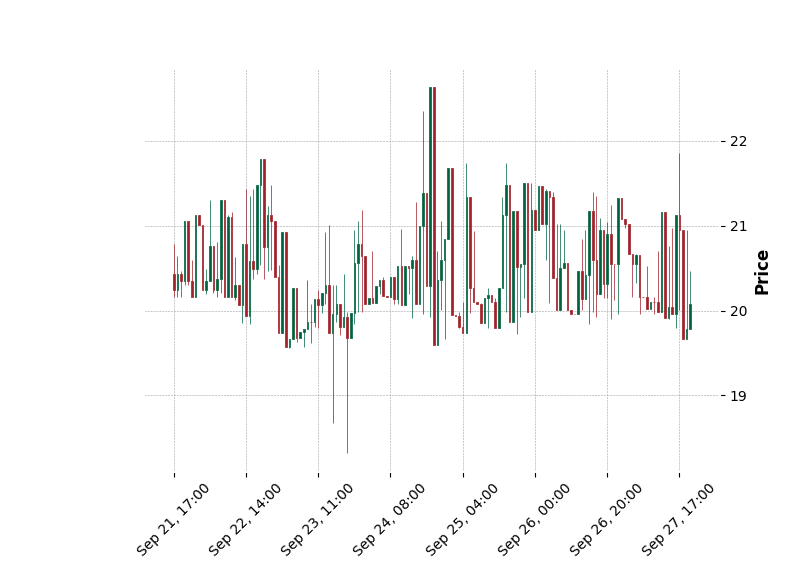 22
21
20
19
Price
Sep 21, 17:00
Sep 22, 14:00
Sep 23, 11:00
Sep 24, 08:00
Sep 25, 04:00
Sep 26, 00:00
Sep 26, 20:00
Sep 27, 17:00